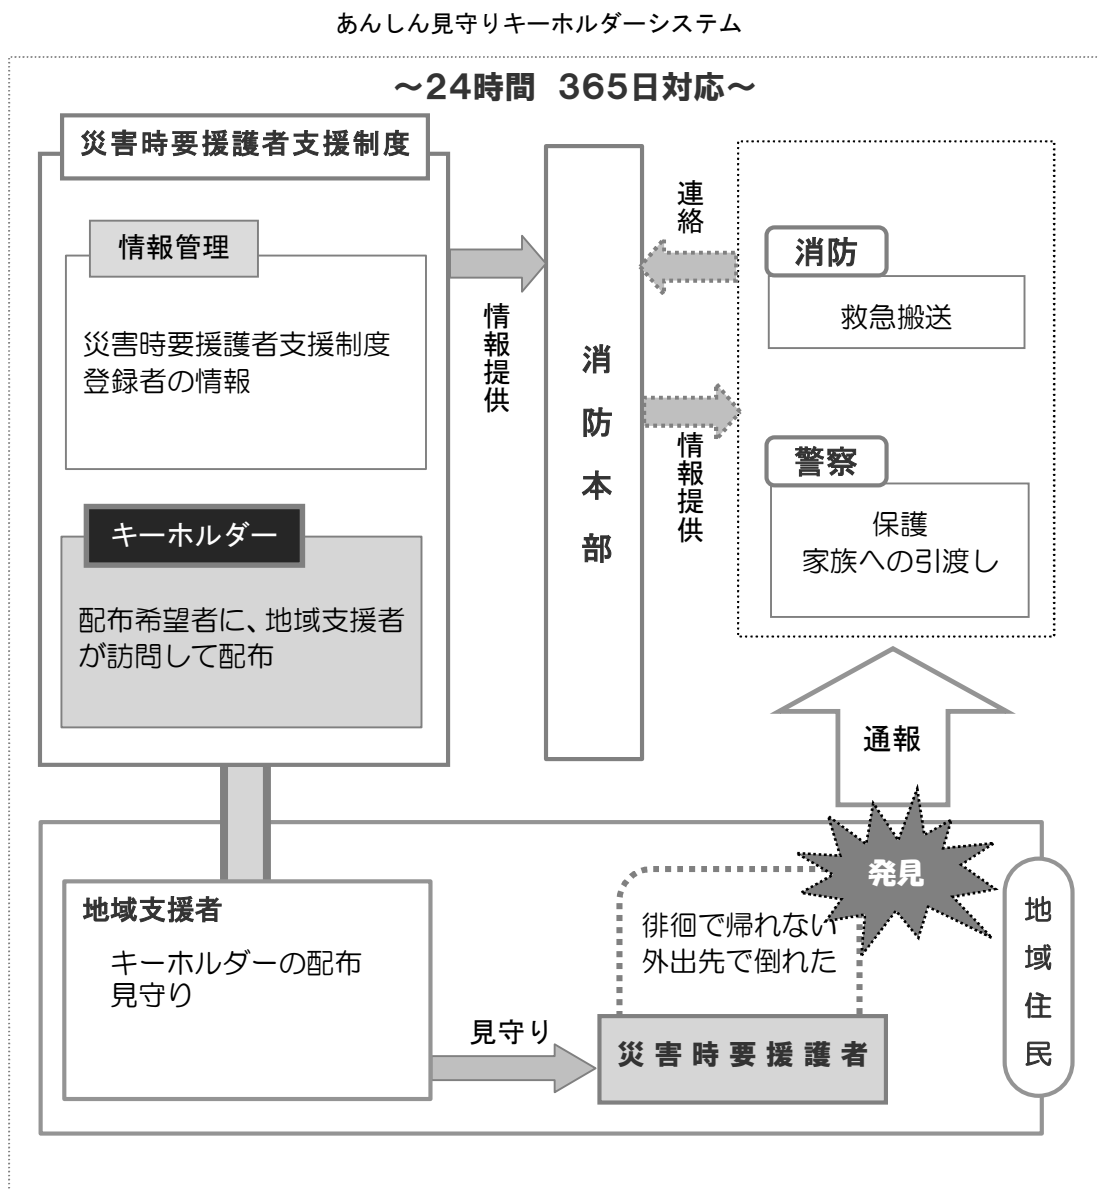 あんしん見守りキーホルダーシステム
～24時間 365日対応～
災害時要援護者支援制度
情報管理
災害時要援護者支援制度
登録者の情報
キーホルダー
配布希望者に、地域支援者
が訪問して配布
情報提供
消防本部
連絡
情報提供
消防
救急搬送
警察
保護
家族への引渡し
通報
発見
地域支援者
キーホルダーの配布
見守り
見守り
徘徊で帰れない
外出先で倒れた
災害時要援護者
地域住民